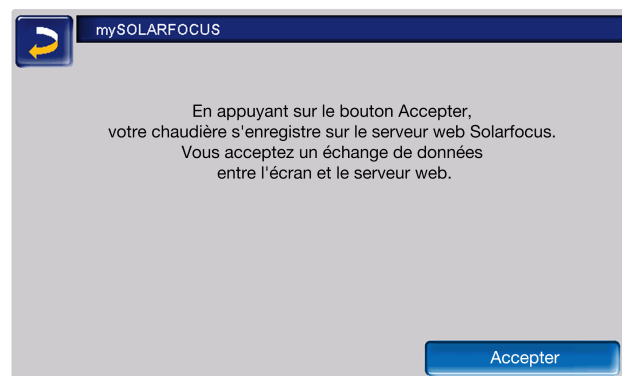 mySOLARFOCUS
En appuyant sur le bouton Accepter,
votre chaudière s'enregistre sur le serveur web Solarfocus.
Vous acceptez un échange de données
entre l'écran et le serveur web.
Accepter